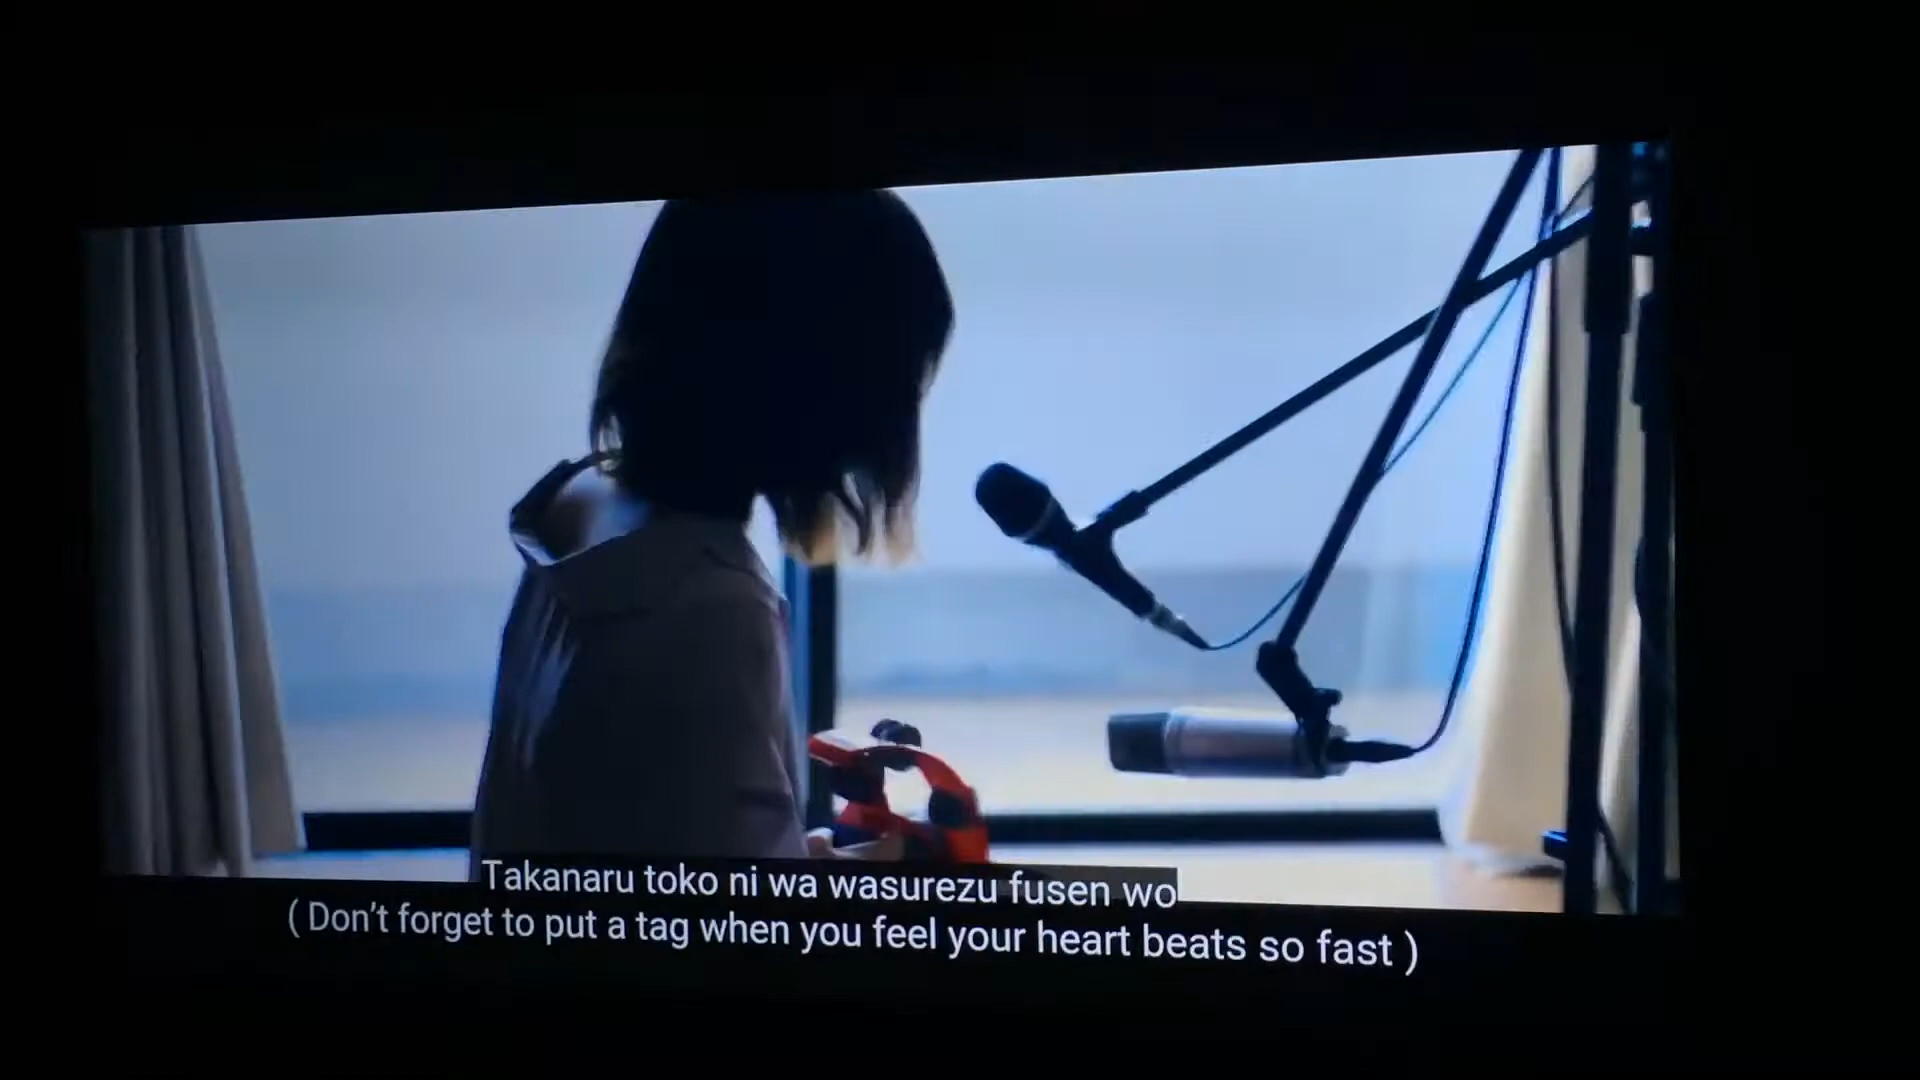 Takanaru toko ni wa wasurezu fusen wo
( Don't forget to put a tag when you feel your heart beats so fast )